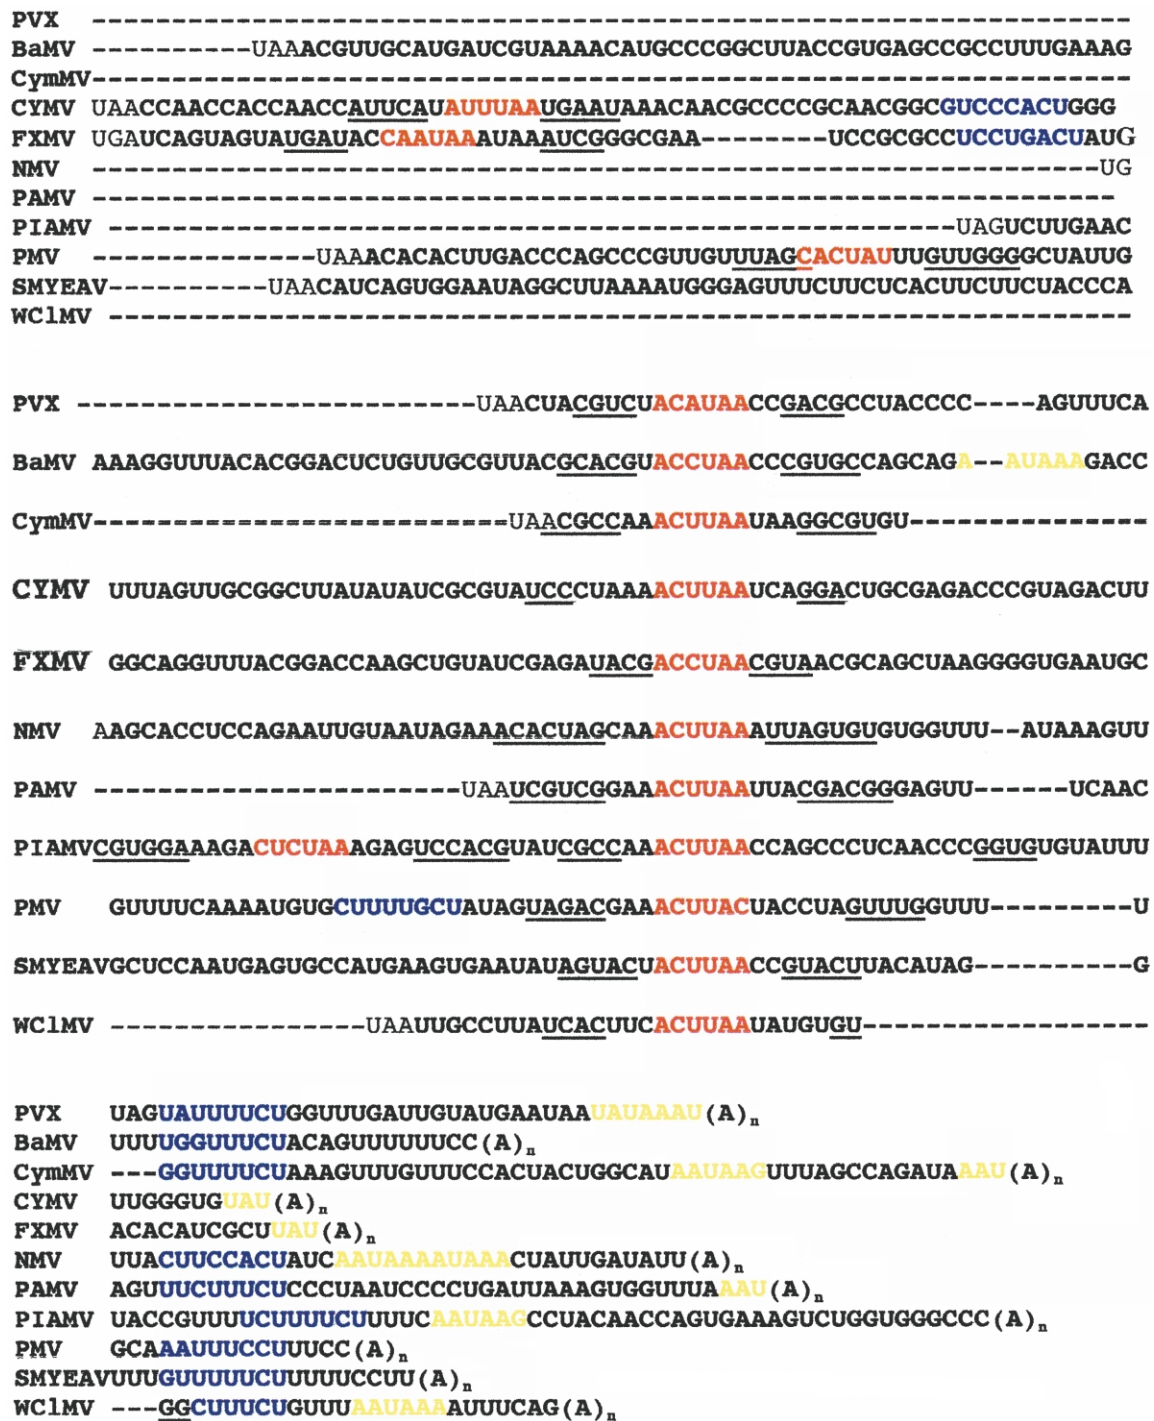 PVX -----------------------------------------------------------------
BaMV ----------UAAACGUUGCAUGAUCGUAAAACAUGCCCGGCUUACCGUGAGCCGCCUUUGAAAG
CymMV-----------------------------------------------------------------
CYMV UAACCAACCACCAACCAUUCAUAUUUAAUGAAUAAACAACGCCCCGCAACGGCGUCCCACUGGG
FXMV UGAUCAGUAGUAUGAUACCAAUAAAUAAAUCGGGCGAA--------UCCGCGCCUCCUGACUAUG
NMV ---------------------------------------------------------------UG
PAMV ----------------------------------------------------------------
PIAMV -----------------------------------------------------UAGUCUUGAAC
PMV --------------UAAACACACUUGACCCAGCCCGUUGUUUAGCACUAUUUGUUGGGGCUAUUG
SMYEAV----------UAACAUCAGUGGAAUAGGCUUAAAAUGGGAGUUUCUUCUCACUUCUUCUACCCA
WClMV ----------------------------------------------------------------
PVX -------------------------UAACUACGUCUACAUAACCGACGCCUACCCC----AGUUUCA
BaMV AAAGGUUUACACGGACUCUGUUGCGUUACGCACGUACCUAACCCGUGCCAGCAGA--AUAAAGACC
CymMV--------------------------UAACGCCAAACUUAAUAAGGCGUGU---------------
CYMV UUUAGUUGCGGCUUAUAUAUCGCGUAUCCCUAAAACUUAAUCAGGACUGCGAGACCCGUAGACUU
FXMV GGCAGGUUUACGGACCAAGCUGUAUCGAGAUACGACCUAACGUAACGCAGCUAAGGGGUGAAUGC
NMV AAGCACCUCCAGAAUUGUAAUAGAAACACUAGCAAACUUAAAUUAGUGUGUGGUUU--AUAAAGUU
PAMV -----------------------UAAUCGUCGGAAACUUAAUUACGACGGGAGUU------UCAAC
PIAMVCGUGGAAAGACUCUAAAGAGUCCACGUAUCGCCAAACUUAACCAGCCCUCAACCCGGUGUGUAUUU
PMV GUUUUCAAAAUGUGCUUUUGCUAUAGUAGACGAAACUUACUACCUAGUUUGGUUU---------U
SMYEAVGCUCCAAUGAGUGCCAUGAAGUGAAUAUAGUACUACUUAACCGUACUUACAUAG----------G
WClMV ----------------UAAUUGCCUUAUCACUUCACUUAAUAUGUGU------------------
PVX UAGUAUUUUCUGGUUUGAUUGUAUGAAUAAUAUAAAU(A)n
BaMV UUUUGGUUUCUACAGUUUUUUCC(A)n
CymMV ---GGUUUUCUAAAGUUUGUUUCCACUACUGGCAUAAUAAGUUUAGCCAGAUAAAU(A)n
CYMV UUGGGUGUAU(A)n
FXMV ACACAUCGCUUAU(A)n
NMV UUACUUCCACUAUCAAUAAAAUAAACUAUUGAUAUU(A)n
PAMV AGUUUCUUUCUCCCUAAUCCCCUGAUUAAAGUGGUUUAAAU(A)n
PIAMV UACCGUUUUCUUUUCUUUUCAAUAAGCCUACAACCAGUGAAAGUCUGGUGGGCCC(A)n
PMV GCAAAUUUCCUUUCC(A)n
SMYEAVUUUGUUUUUCUUUUUCCUU(A)n
WClMV ---GGCUUUCUGUUUAAUAAAAUUUCAG(A)n